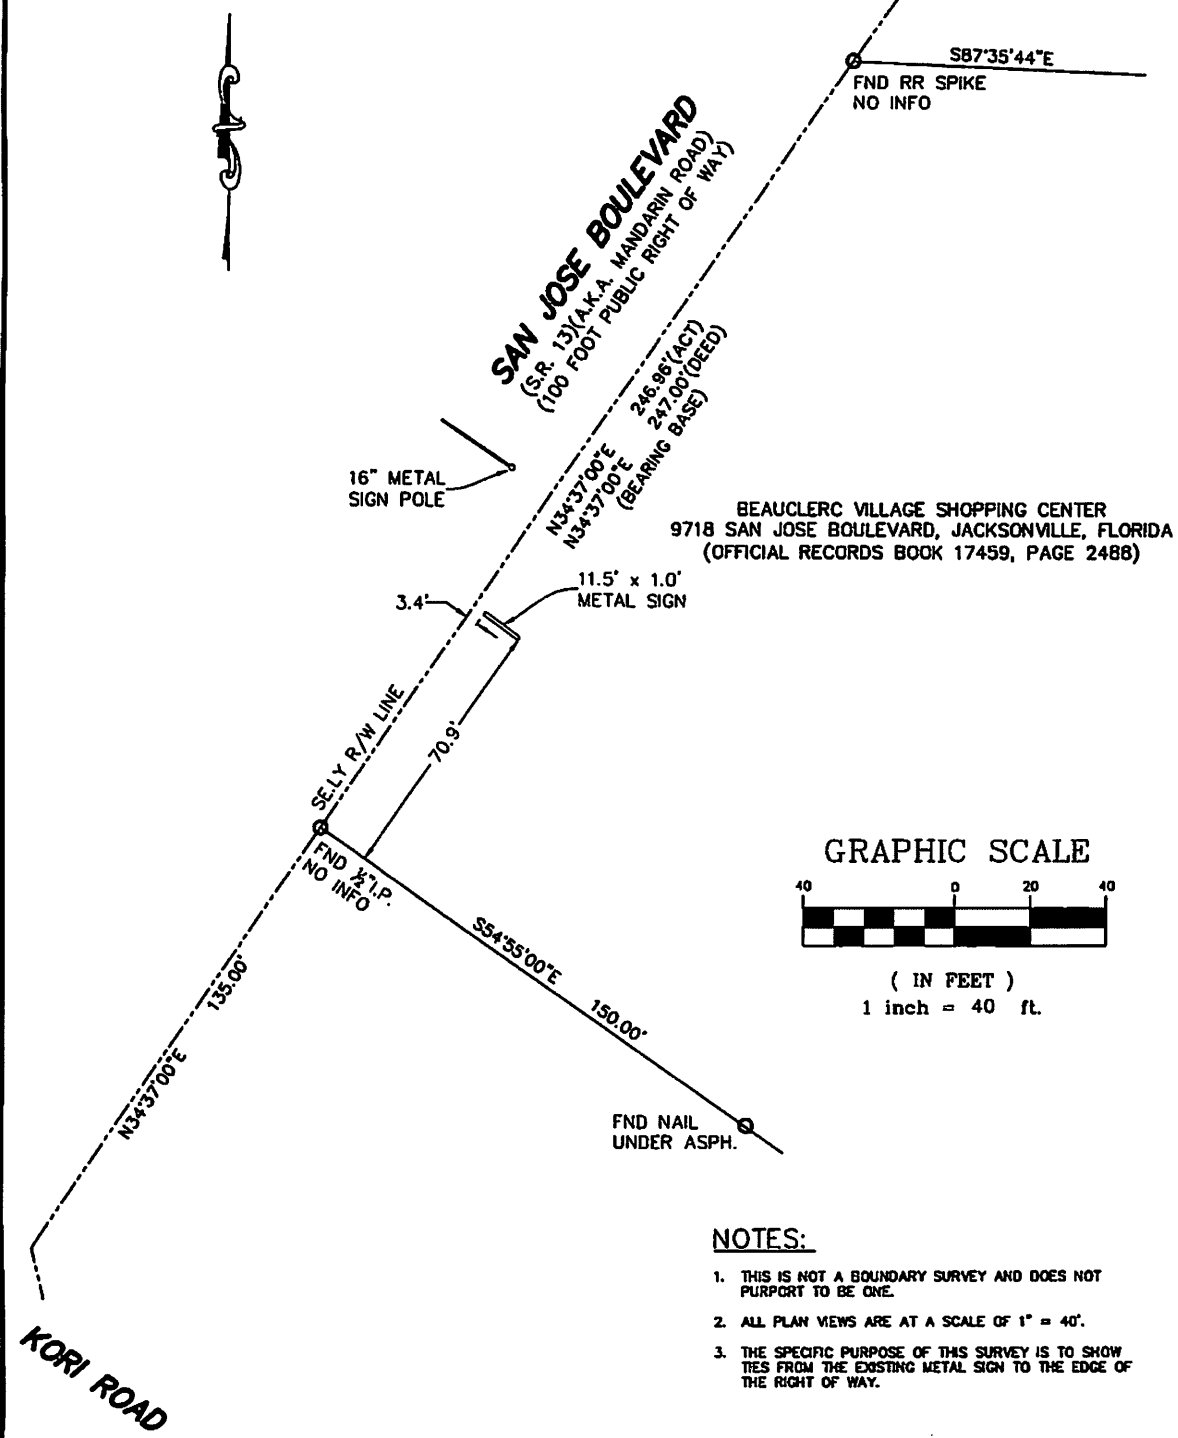 S87°35'44"E
FND RR SPIKE
NO INFO
SAN JOSE BOULEVARD
(S.R. 13)(A.K.A. MANDARIN ROAD)
(100 FOOT PUBLIC RIGHT OF WAY)
N34°37'00"E 246.96'(ACT)
N34°37'00"E 247.00'(DEED)
(BEARING BASE)
16" METAL
SIGN POLE
BEAUCLERC VILLAGE SHOPPING CENTER
9718 SAN JOSE BOULEVARD, JACKSONVILLE, FLORIDA
(OFFICIAL RECORDS BOOK 17459, PAGE 2488)
11.5' x 1.0'
METAL SIGN
3.4'
70.9'
SE.LY R/W LINE
FND ½"I.P.
NO INFO
S54°55'00"E 150.00'
N34°37'00"E 135.00'
FND NAIL
UNDER ASPH.
GRAPHIC SCALE
40 0 20 40
( IN FEET )
1 inch = 40 ft.
KORI ROAD
NOTES:
1. THIS IS NOT A BOUNDARY SURVEY AND DOES NOT
PURPORT TO BE ONE.
2. ALL PLAN VIEWS ARE AT A SCALE OF 1" = 40'.
3. THE SPECIFIC PURPOSE OF THIS SURVEY IS TO SHOW
TIES FROM THE EXISTING METAL SIGN TO THE EDGE OF
THE RIGHT OF WAY.